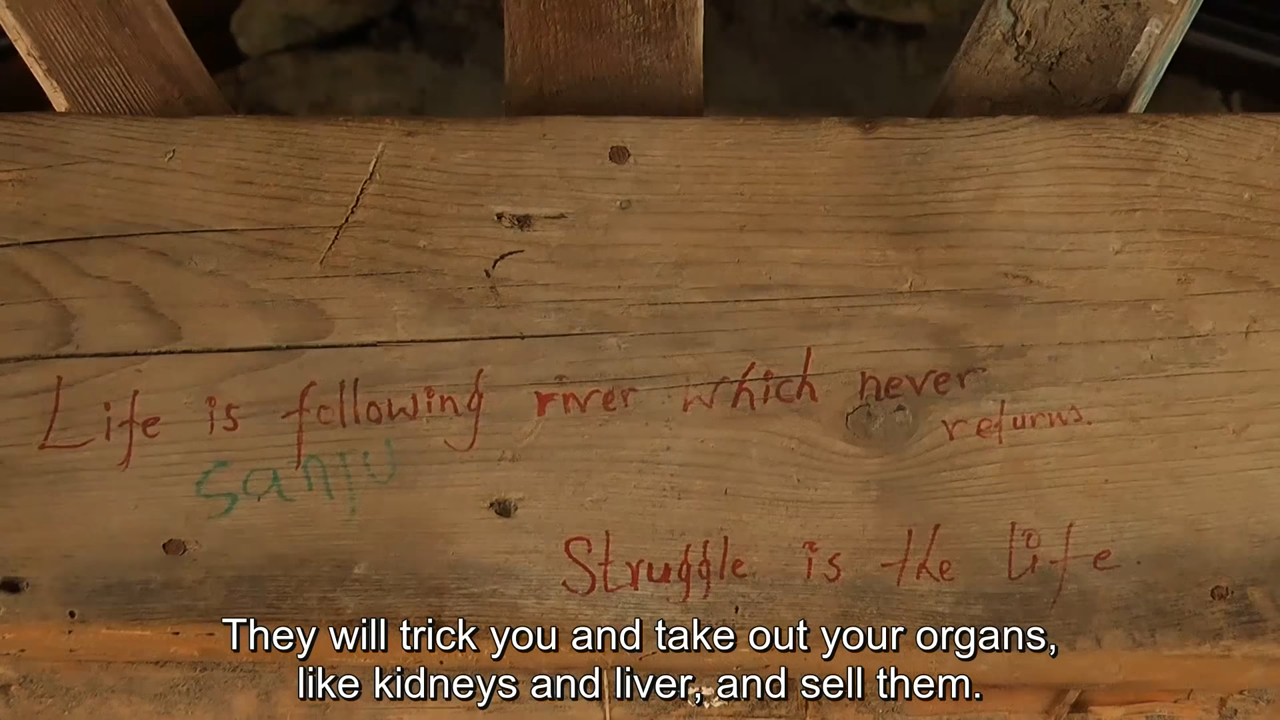 Life is following river which never
returns.
sanju
Struggle is the life
They will trick you and take out your organs,
like kidneys and liver, and sell them.